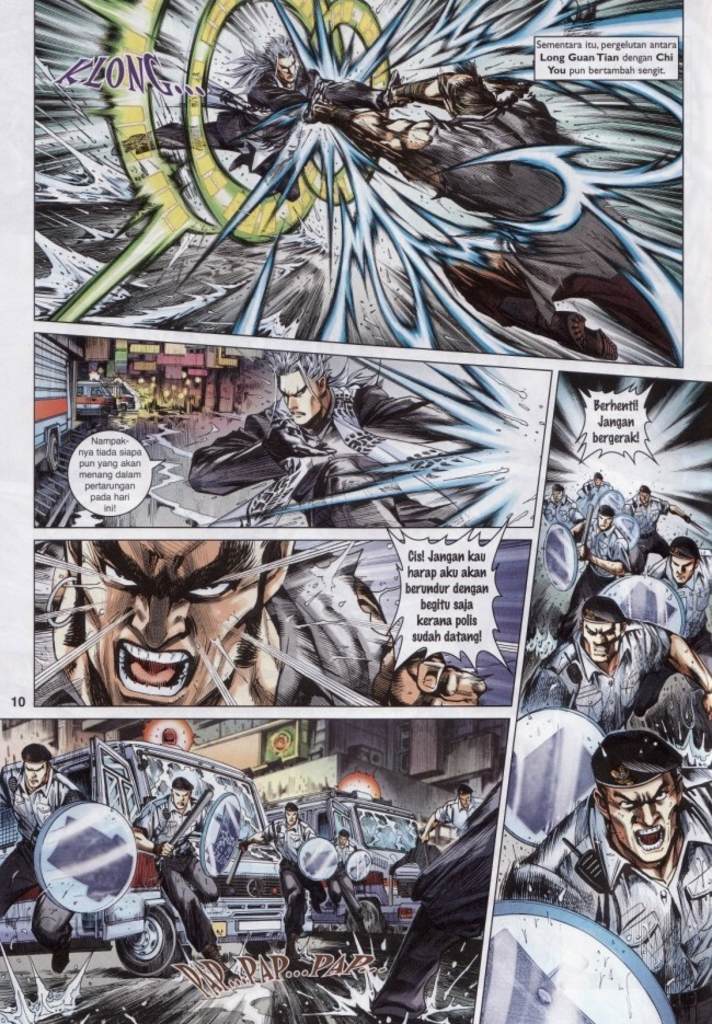 KLONG...
Sementara itu, pergelutan antara
Long Guan Tian dengan Chi
You pun bertambah sengit.
Nampak-
nya tiada siapa
pun yang akan
menang dalam
pertarungan
pada hari
ini!
Berhenti!
Jangan
bergerak!
Cis! Jangan kau
harap aku akan
berundur dengan
begitu saja
kerana polis
sudah datang!
10
PAP...PAP...PAP..